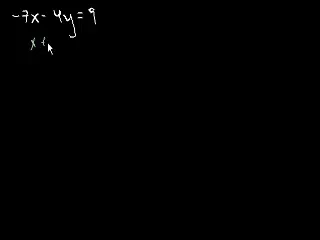 -7x - 4y = 9
x +